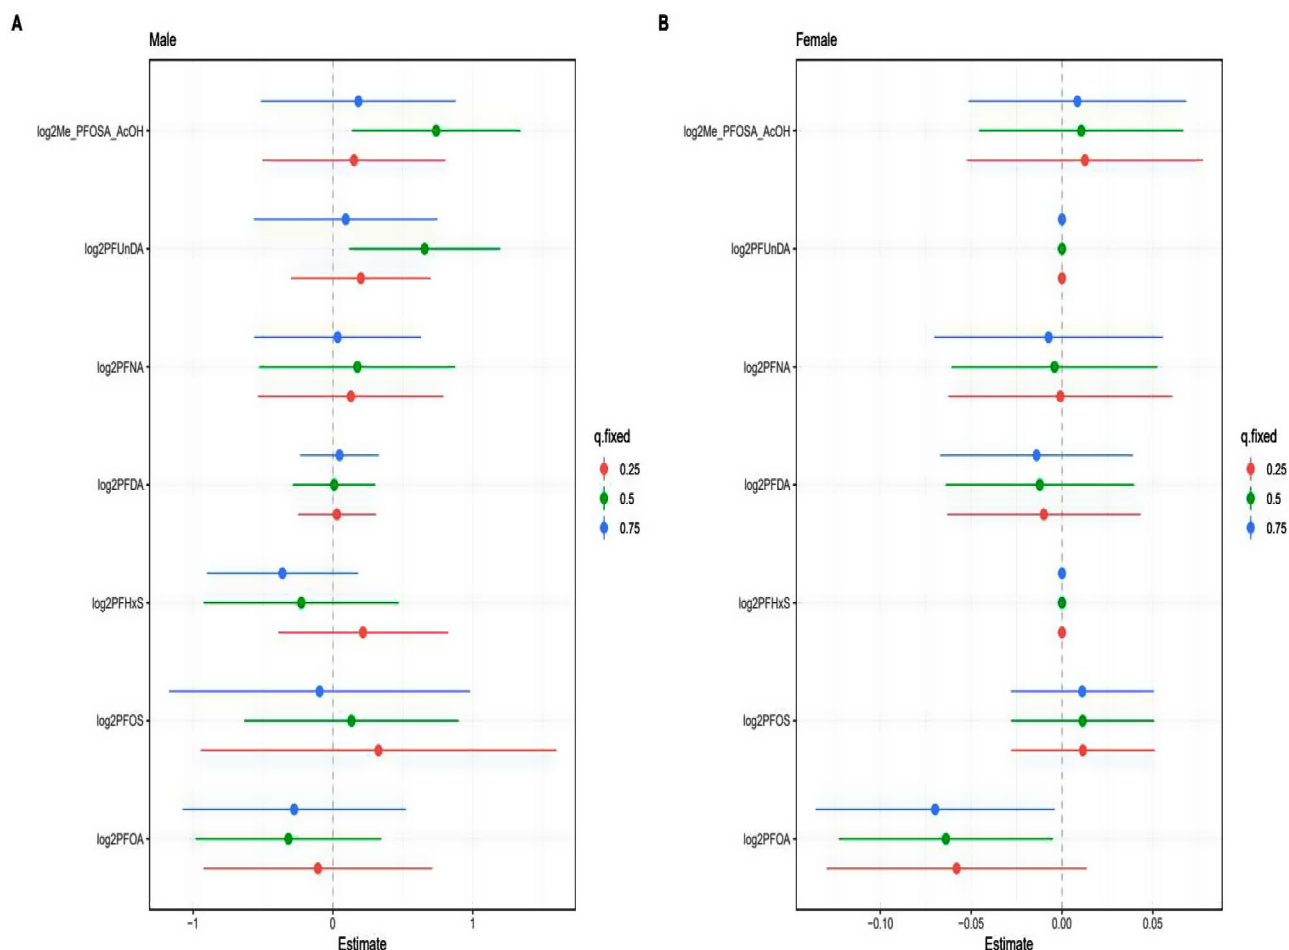 A
Male
log2Me_PFOSA_AcOH
log2PFUnDA
log2PFNA
log2PFDA
log2PFHxS
log2PFOS
log2PFOA
−1
0
1
Estimate
q.fixed
0.25
0.5
0.75
B
Female
log2Me_PFOSA_AcOH
log2PFUnDA
log2PFNA
log2PFDA
log2PFHxS
log2PFOS
log2PFOA
−0.10
−0.05
0.00
0.05
Estimate
q.fixed
0.25
0.5
0.75